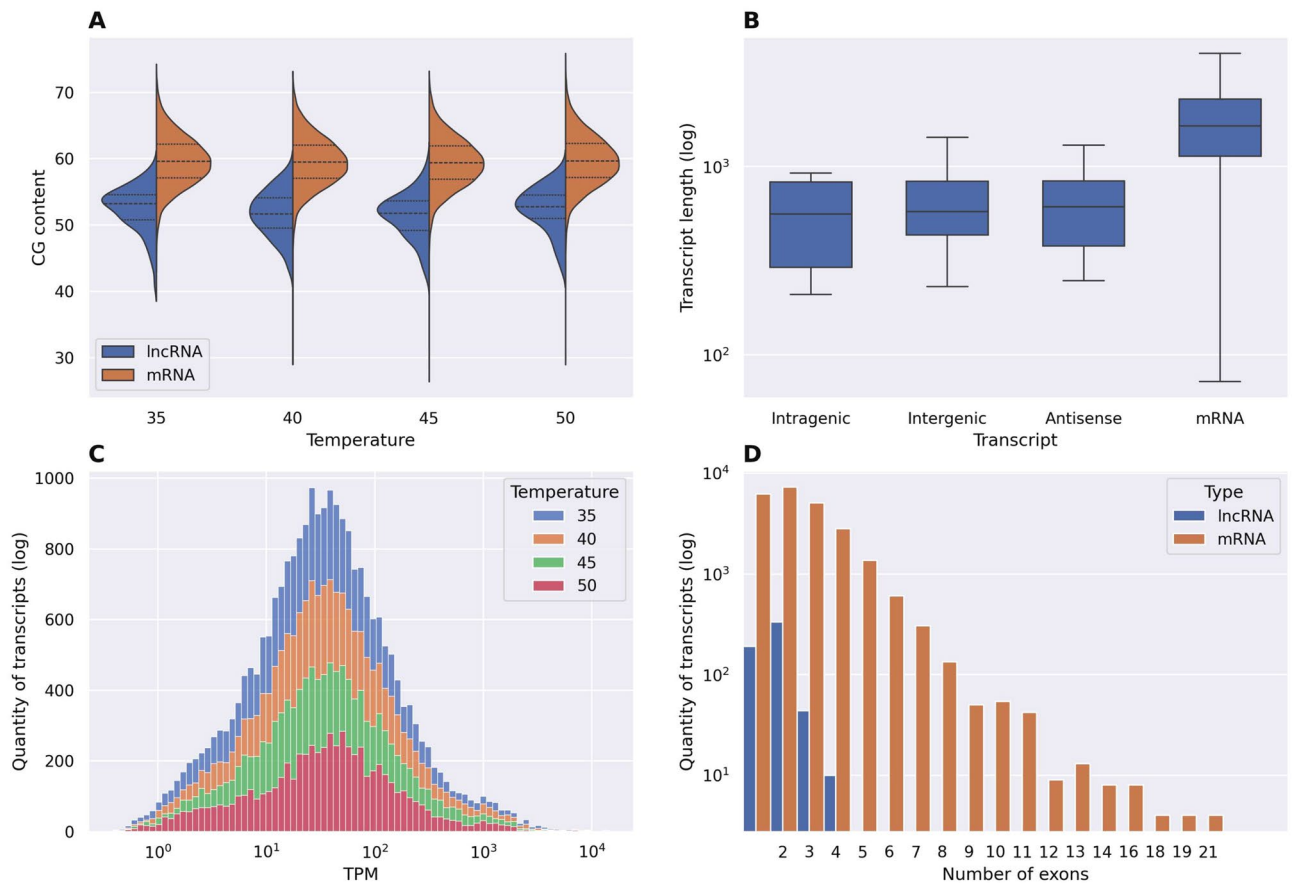 A
CG content
70
60
50
40
30
lncRNA
mRNA
35 40 45 50
Temperature
B
Transcript length (log)
10³
10²
Intragenic Intergenic Antisense mRNA
Transcript
C
Quantity of transcripts (log)
1000
800
600
400
200
0
Temperature
35
40
45
50
10⁰ 10¹ 10² 10³ 10⁴
TPM
D
Quantity of transcripts (log)
10⁴
10³
10²
10¹
Type
lncRNA
mRNA
2 3 4 5 6 7 8 9 10 11 12 13 14 16 18 19 21
Number of exons